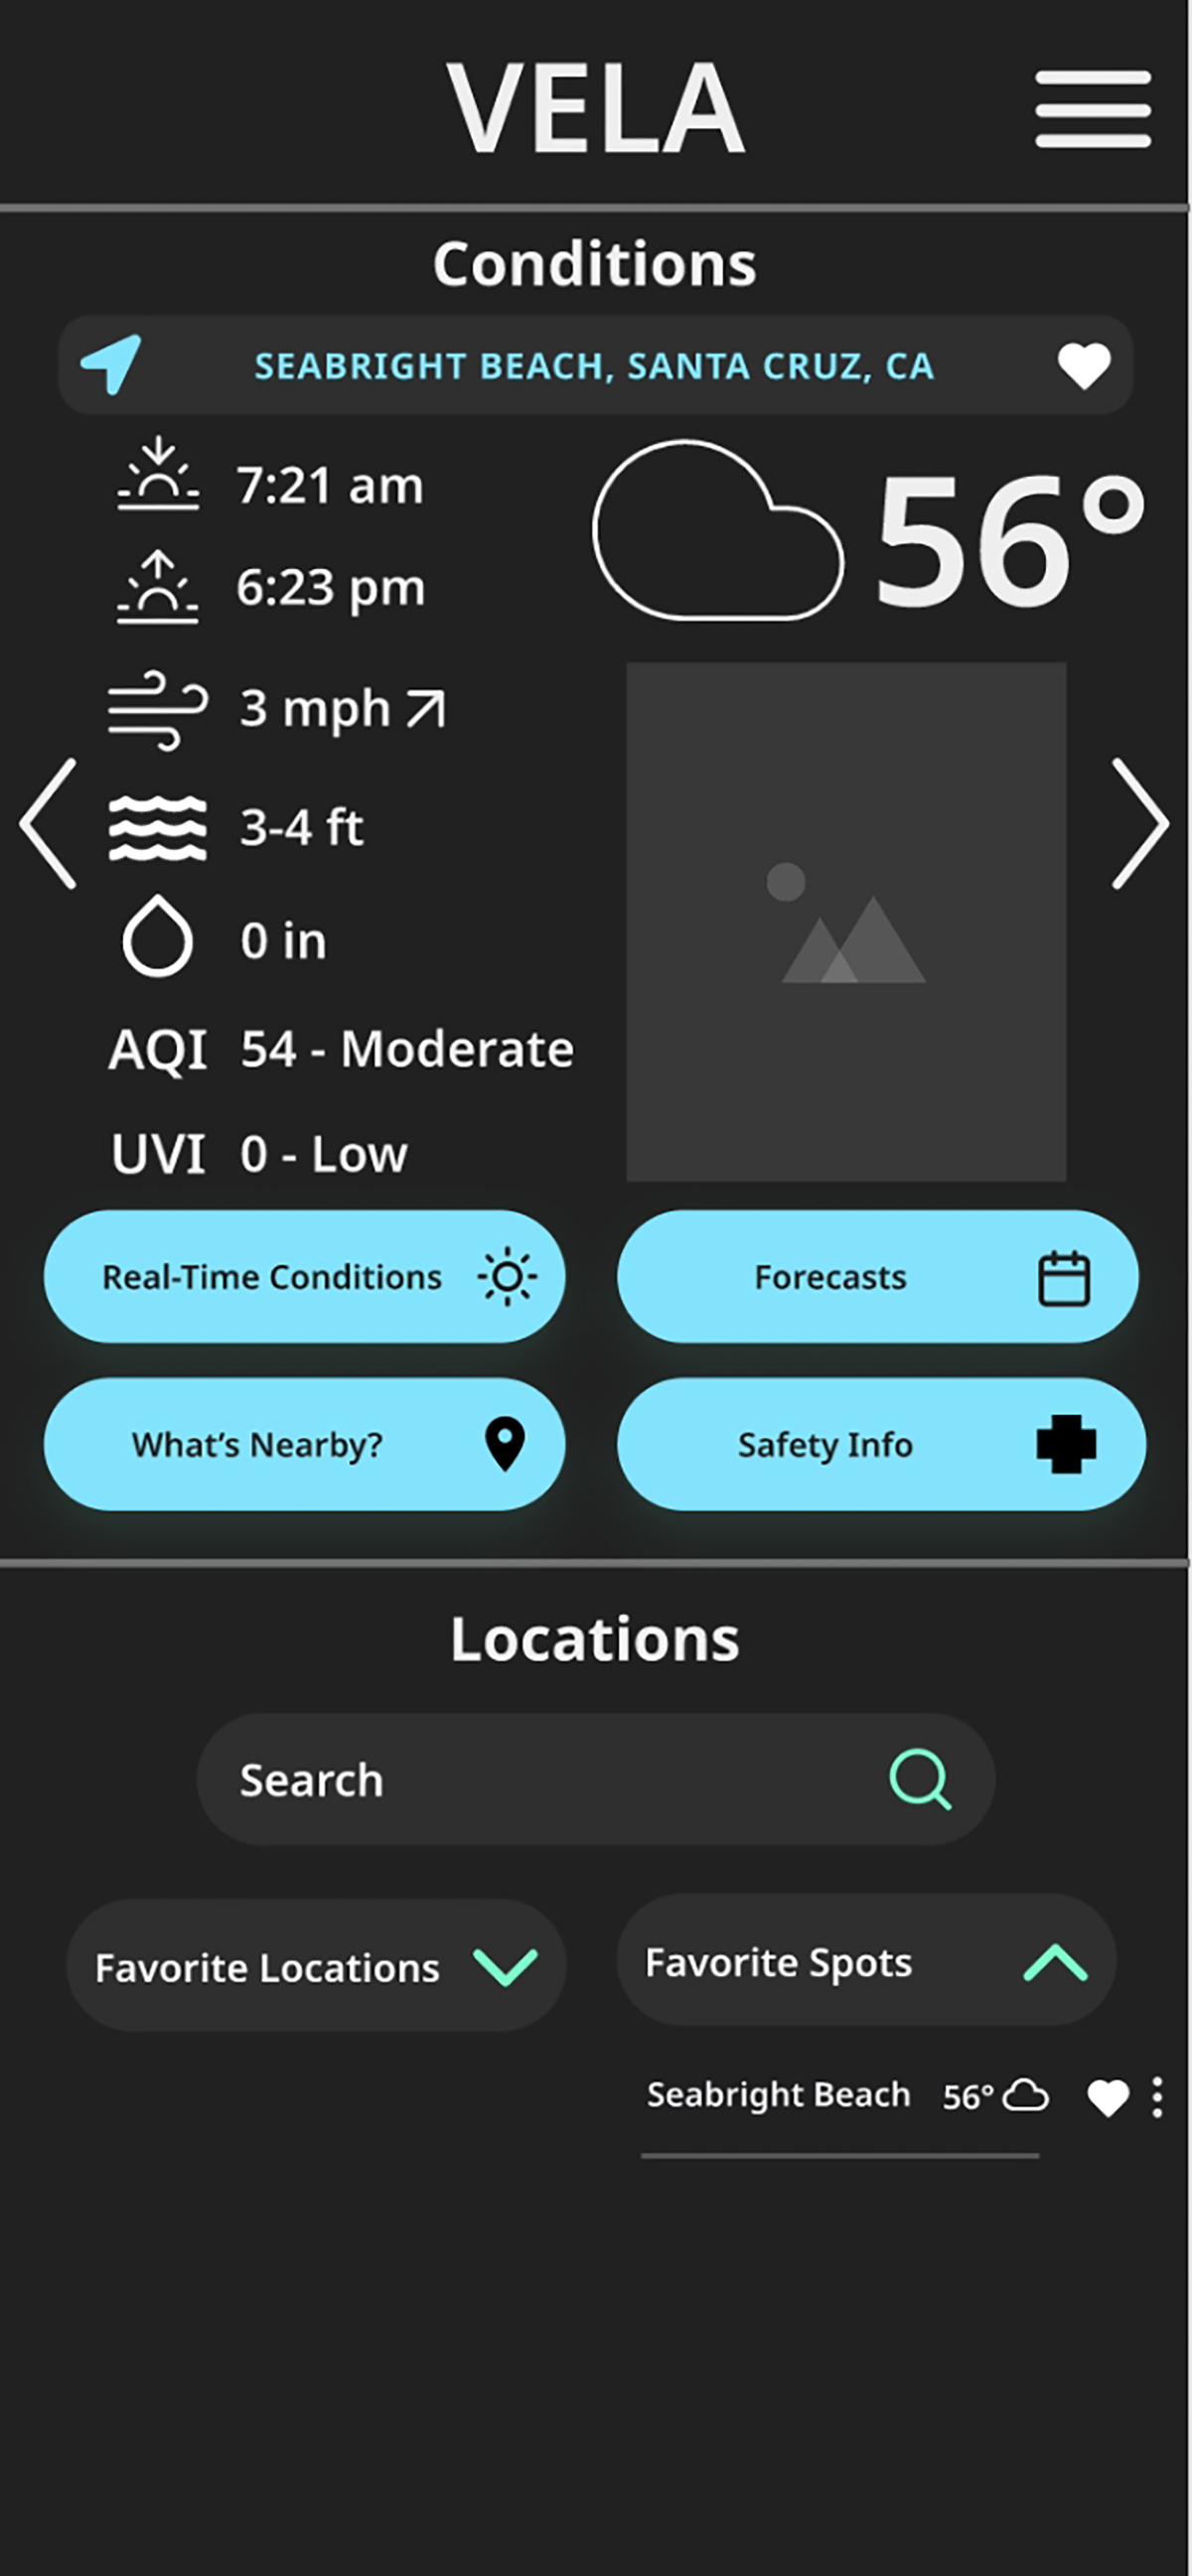 VELA
Conditions
SEABRIGHT BEACH, SANTA CRUZ, CA
7:21 am
56°
6:23 pm
3 mph
3-4 ft
0 in
AQI 54 - Moderate
UVI 0 - Low
Real-Time Conditions
Forecasts
What's Nearby?
Safety Info
Locations
Search
Favorite Locations
Favorite Spots
Seabright Beach 56°